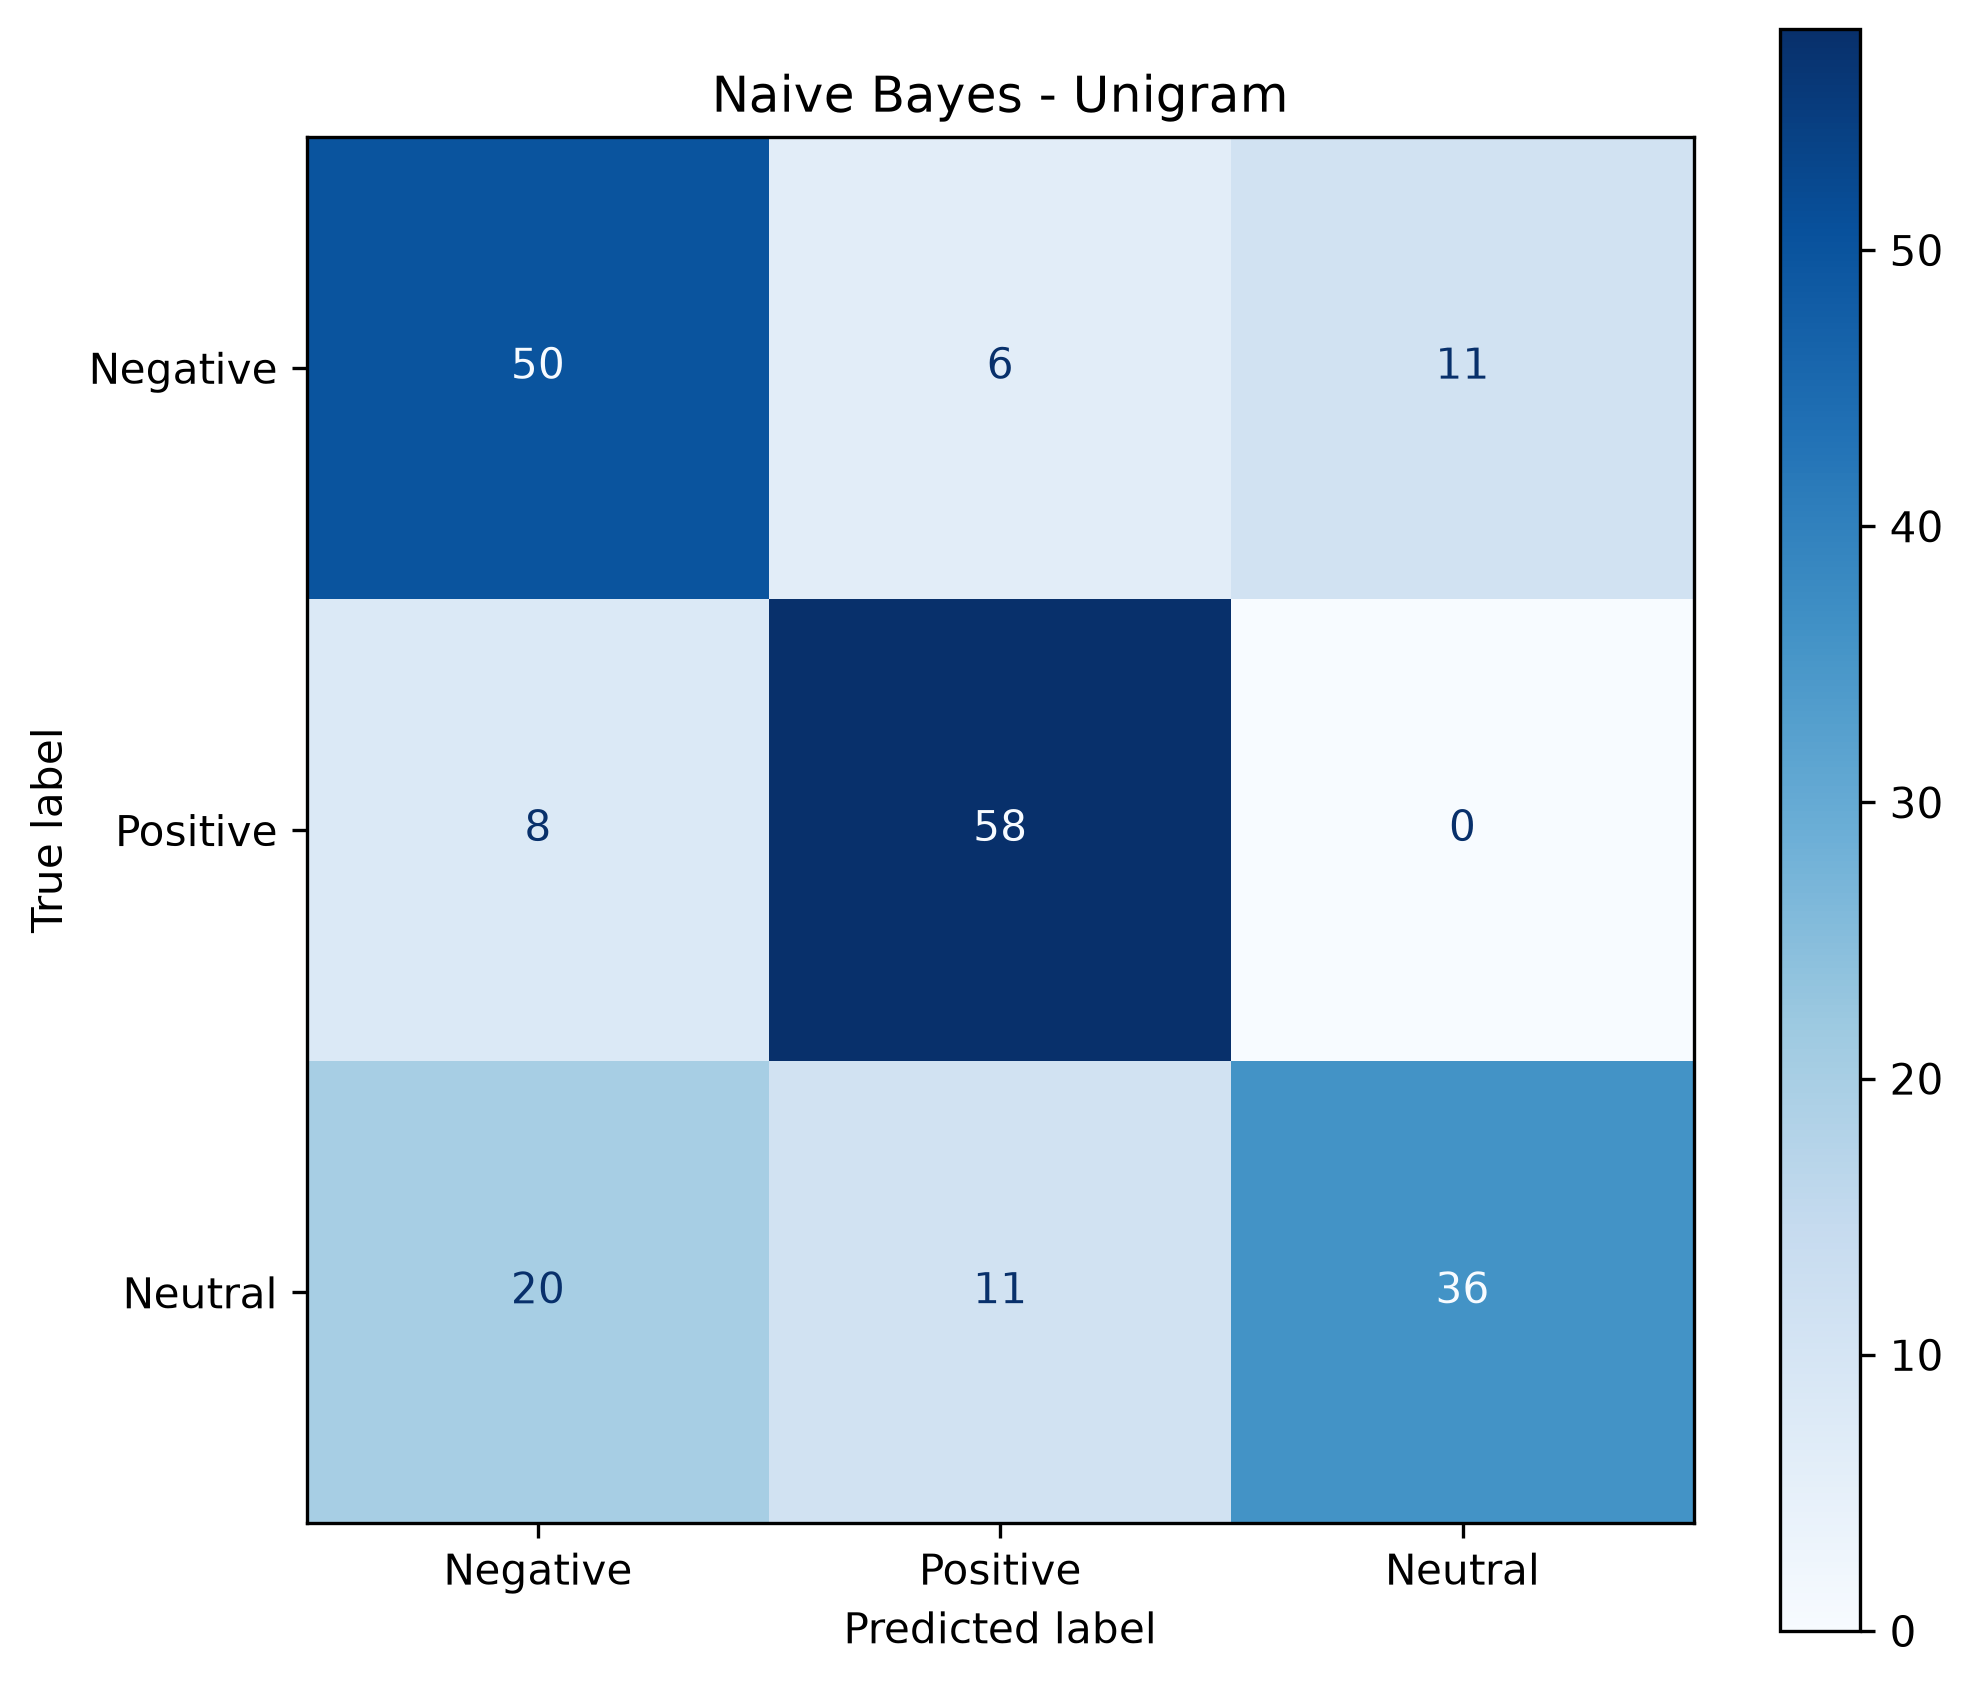 Naive Bayes - Unigram
True label
Negative
50
6
11
Positive
8
58
0
Neutral
20
11
36
Negative
Positive
Neutral
Predicted label
50
40
30
20
10
0